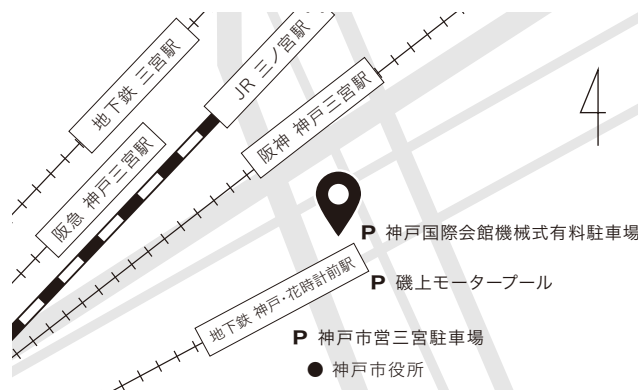 地下鉄 三宮駅
JR 三ノ宮駅
阪急 神戸三宮駅
阪神 神戸三宮駅
P 神戸国際会館機械式有料駐車場
地下鉄 神戸・花時計前駅
P 磯上モータープール
P 神戸市営三宮駐車場
● 神戸市役所